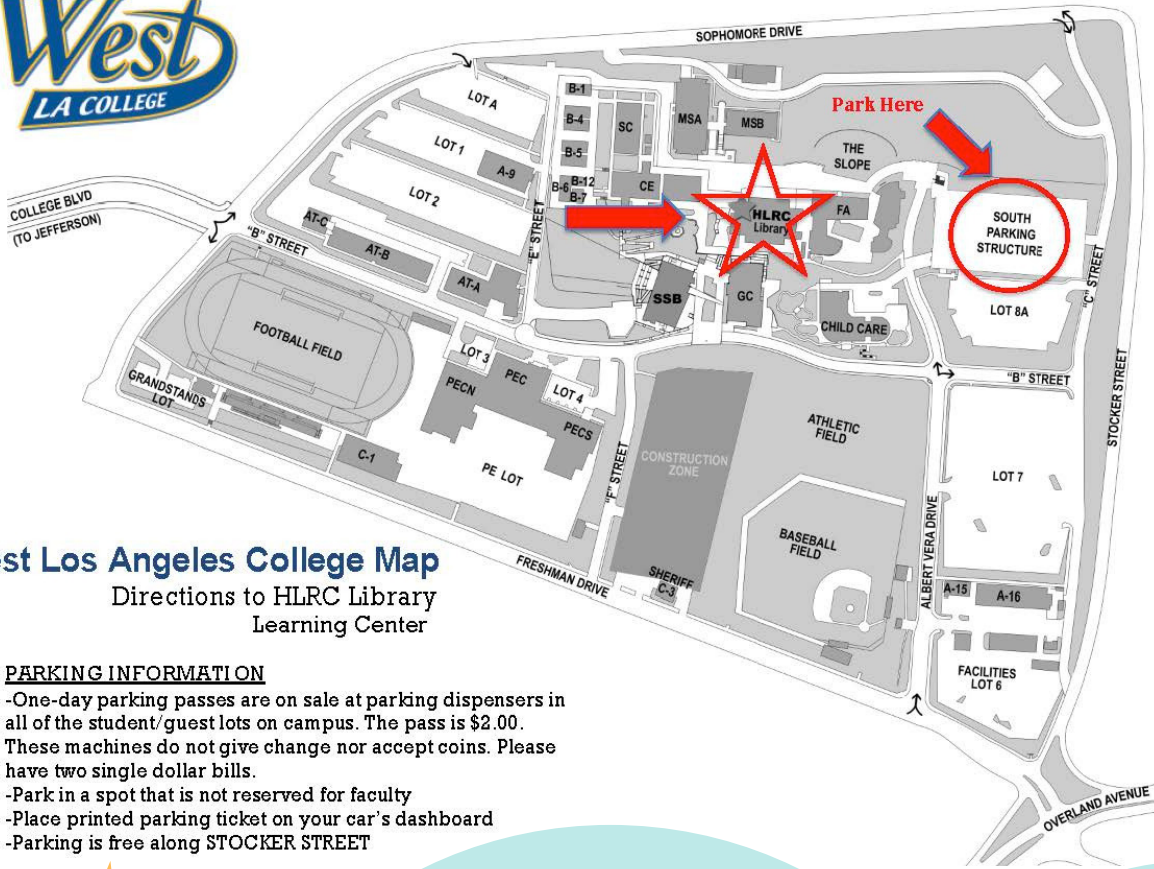 West
LA COLLEGE
SOPHOMORE DRIVE
LOT A
B-1
B-4
SC
MSA
MSB
Park Here
LOT 1
B-5
THE
SLOPE
A-9
B-6
B-12
B-7
CE
LOT 2
COLLEGE BLVD
(TO JEFFERSON)
"E" STREET
HLRC
Library
FA
SOUTH
PARKING
STRUCTURE
AT-C
"B" STREET
AT-B
AT-A
SSB
GC
"C" STREET
LOT 8A
CHILD CARE
FOOTBALL FIELD
LOT 3
PEC
LOT 4
"B" STREET
STOCKER STREET
GRANDSTANDS
LOT
PECN
PECS
ATHLETIC
FIELD
C-1
PE LOT
"F" STREET
CONSTRUCTION
ZONE
LOT 7
BASEBALL
FIELD
ALBERT VERA DRIVE
FRESHMAN DRIVE
SHERIFF
C-3
A-15
A-16
FACILITIES
LOT 6
OVERLAND AVENUE
est Los Angeles College Map
Directions to HLRC Library
Learning Center
PARKING INFORMATION
-One-day parking passes are on sale at parking dispensers in
all of the student/guest lots on campus. The pass is $2.00.
These machines do not give change nor accept coins. Please
have two single dollar bills.
-Park in a spot that is not reserved for faculty
-Place printed parking ticket on your car's dashboard
-Parking is free along STOCKER STREET